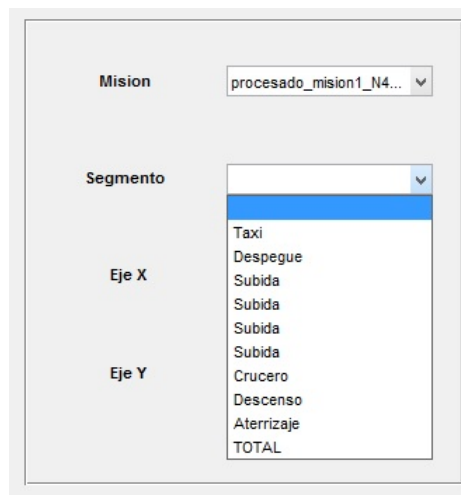 Mision procesado_mision1_N4...
Segmento
Taxi
Despegue
Eje X
Subida
Subida
Subida
Subida
Eje Y
Crucero
Descenso
Aterrizaje
TOTAL